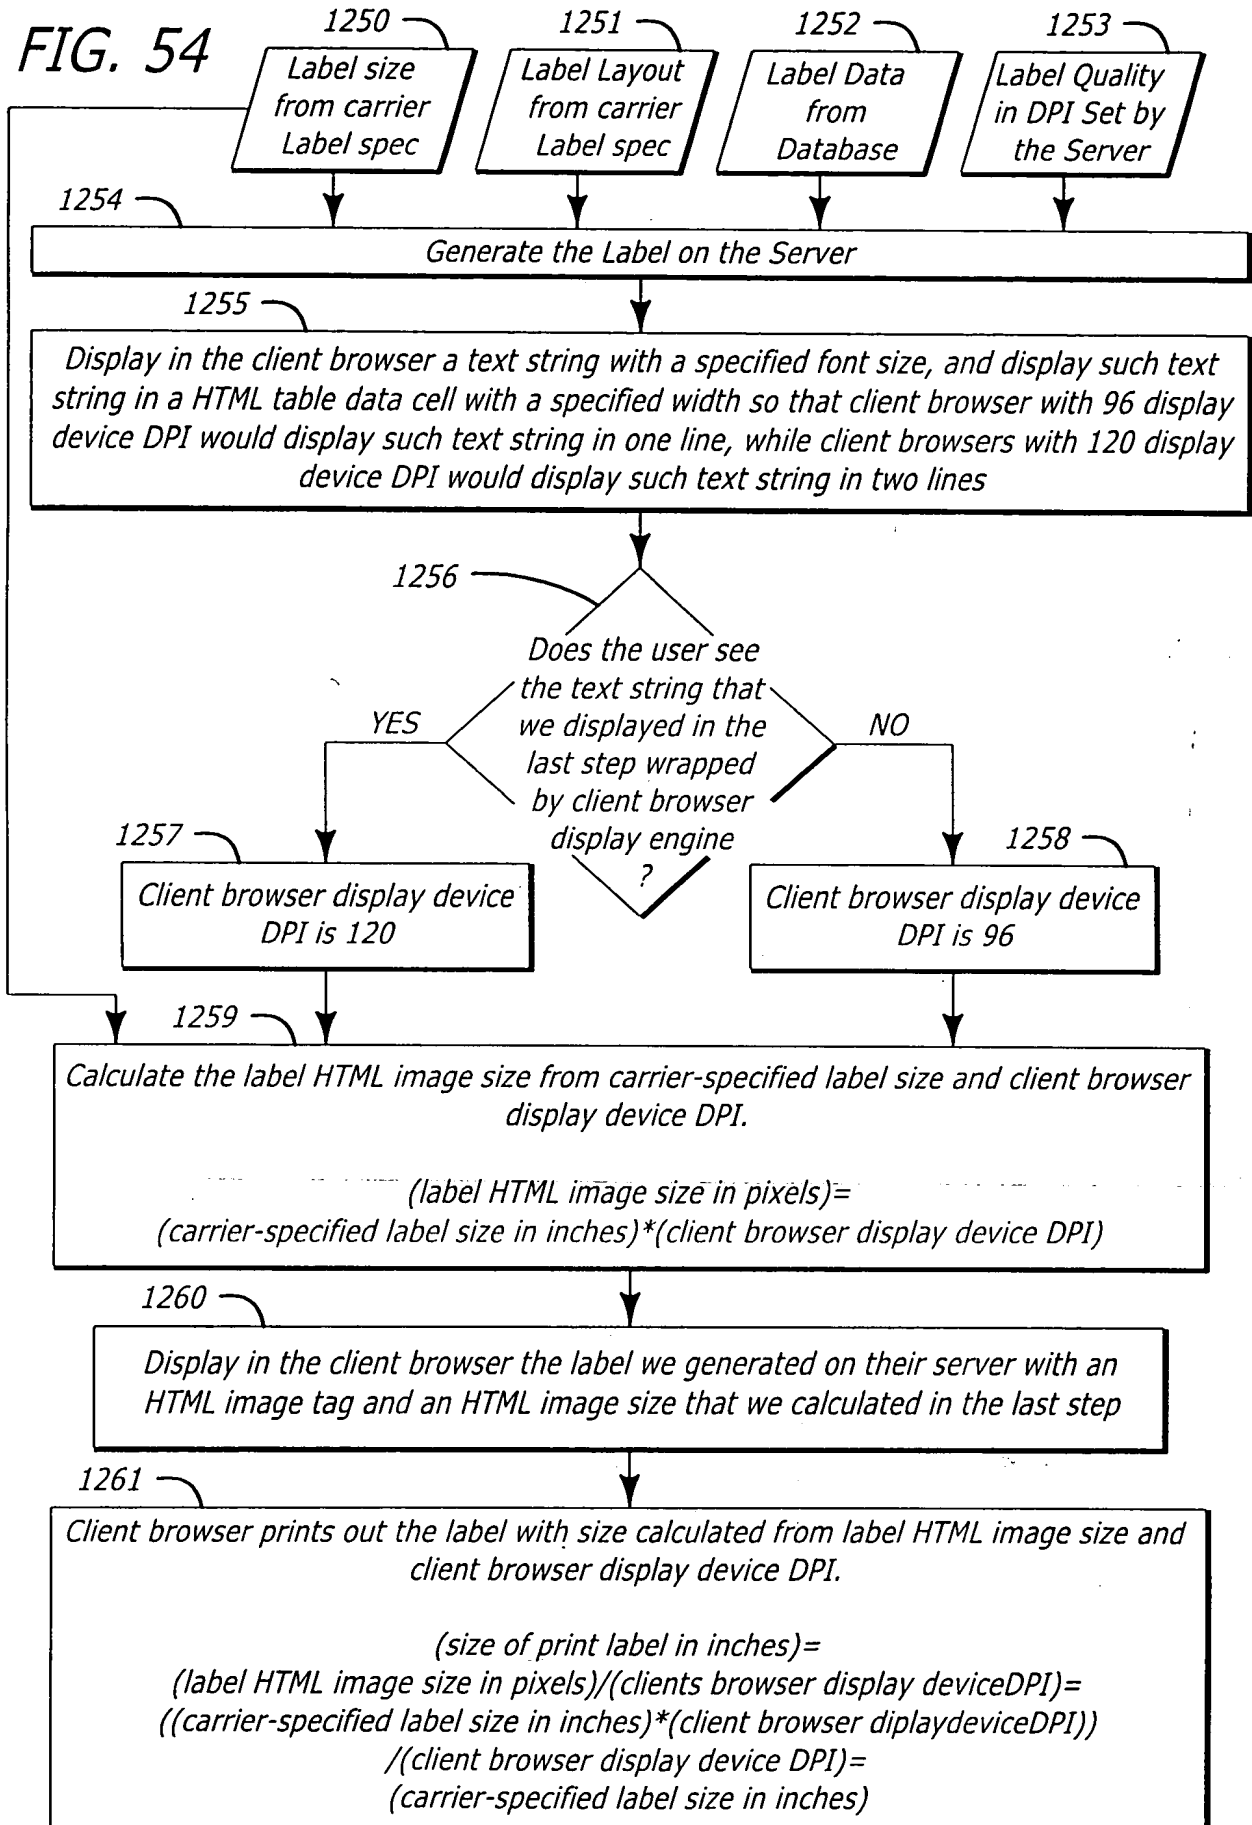 FIG. 54
1250
Label size
from carrier
Label spec
1251
Label Layout
from carrier
Label spec
1252
Label Data
from
Database
1253
Label Quality
in DPI Set by
the Server
1254
Generate the Label on the Server
1255
Display in the client browser a text string with a specified font size, and display such text
string in a HTML table data cell with a specified width so that client browser with 96 display
device DPI would display such text string in one line, while client browsers with 120 display
device DPI would display such text string in two lines
1256
Does the user see
the text string that
we displayed in the
last step wrapped
by client browser
display engine
?
YES
NO
1257
Client browser display device
DPI is 120
1258
Client browser display device
DPI is 96
1259
Calculate the label HTML image size from carrier-specified label size and client browser
display device DPI.
(label HTML image size in pixels)=
(carrier-specified label size in inches)*(client browser display device DPI)
1260
Display in the client browser the label we generated on their server with an
HTML image tag and an HTML image size that we calculated in the last step
1261
Client browser prints out the label with size calculated from label HTML image size and
client browser display device DPI.
(size of print label in inches)=
(label HTML image size in pixels)/(clients browser display deviceDPI)=
((carrier-specified label size in inches)*(client browser diplaydeviceDPI))
/(client browser display device DPI)=
(carrier-specified label size in inches)